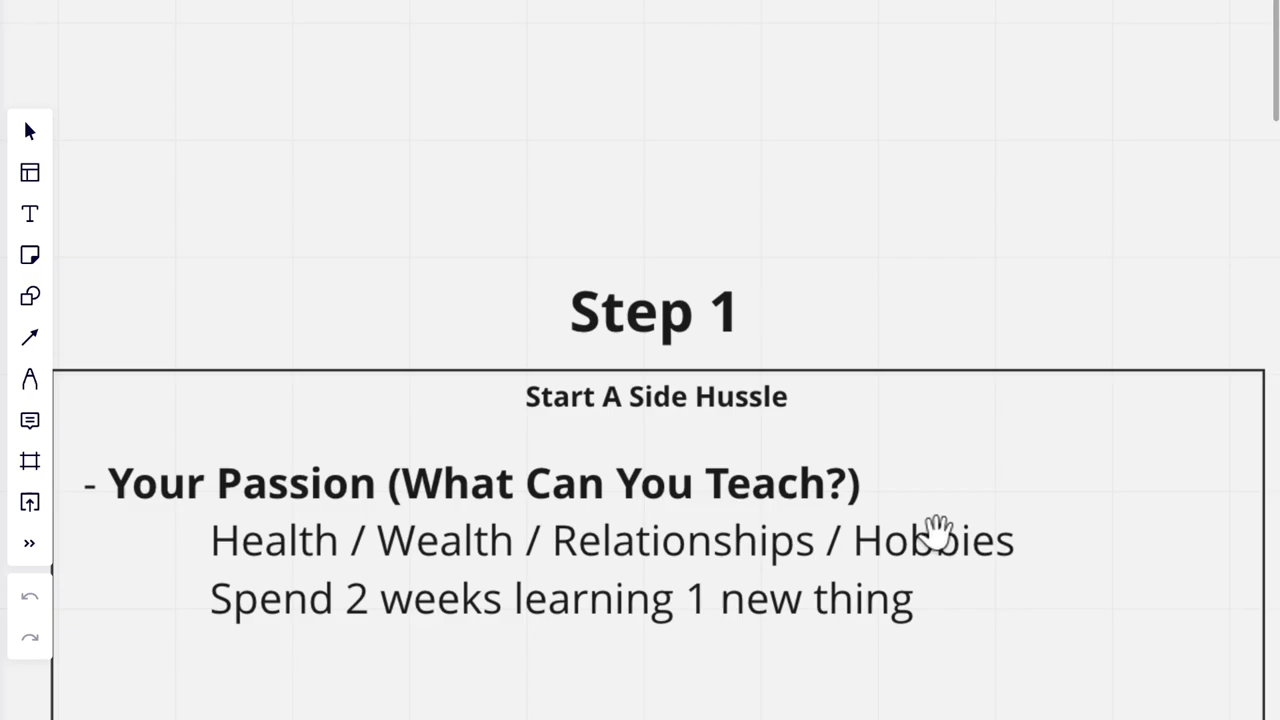 Step 1
Start A Side Hussle
- Your Passion (What Can You Teach?)
Health / Wealth / Relationships / Hobbies
Spend 2 weeks learning 1 new thing